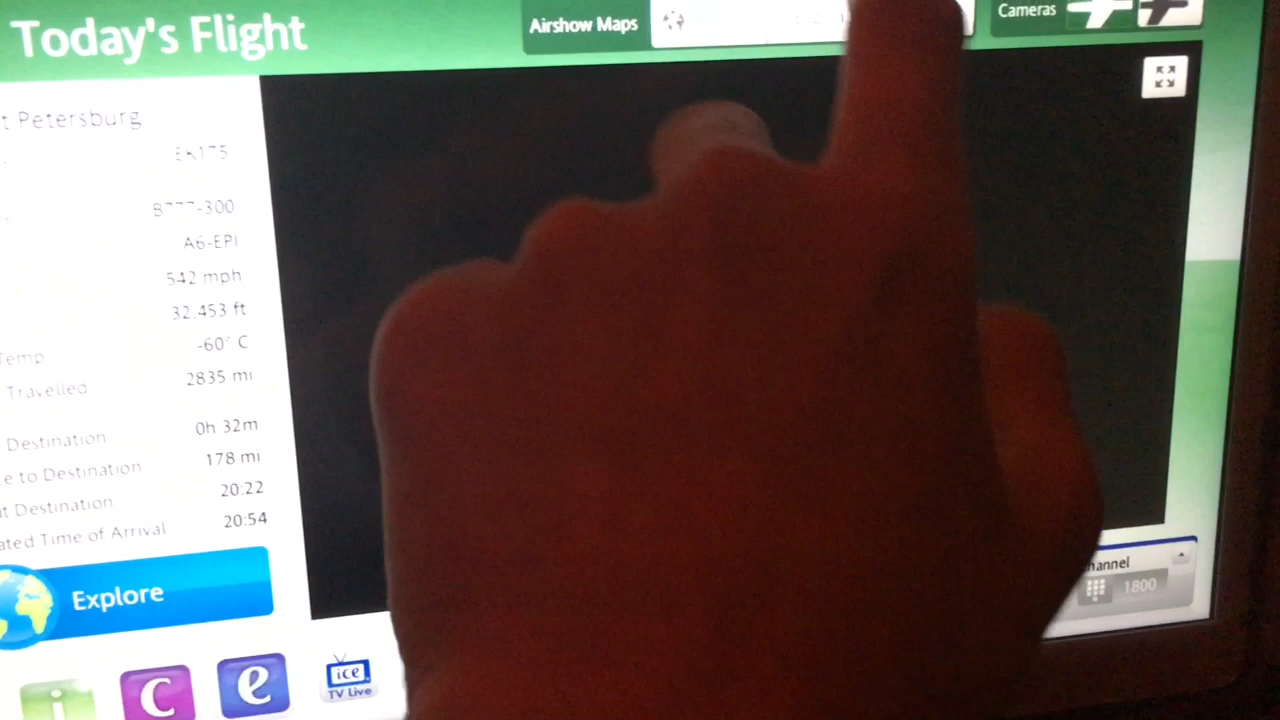 Today's Flight
Airshow Maps
Cameras
t Petersburg
EK175
B777-300
A6-EPI
542 mph
32,453 ft
Temp -60° C
Travelled 2835 mi
Destination 0h 32m
e to Destination 178 mi
t Destination 20:22
ated Time of Arrival 20:54
Explore
hannel
1800
i
c
e
ice
TV Live